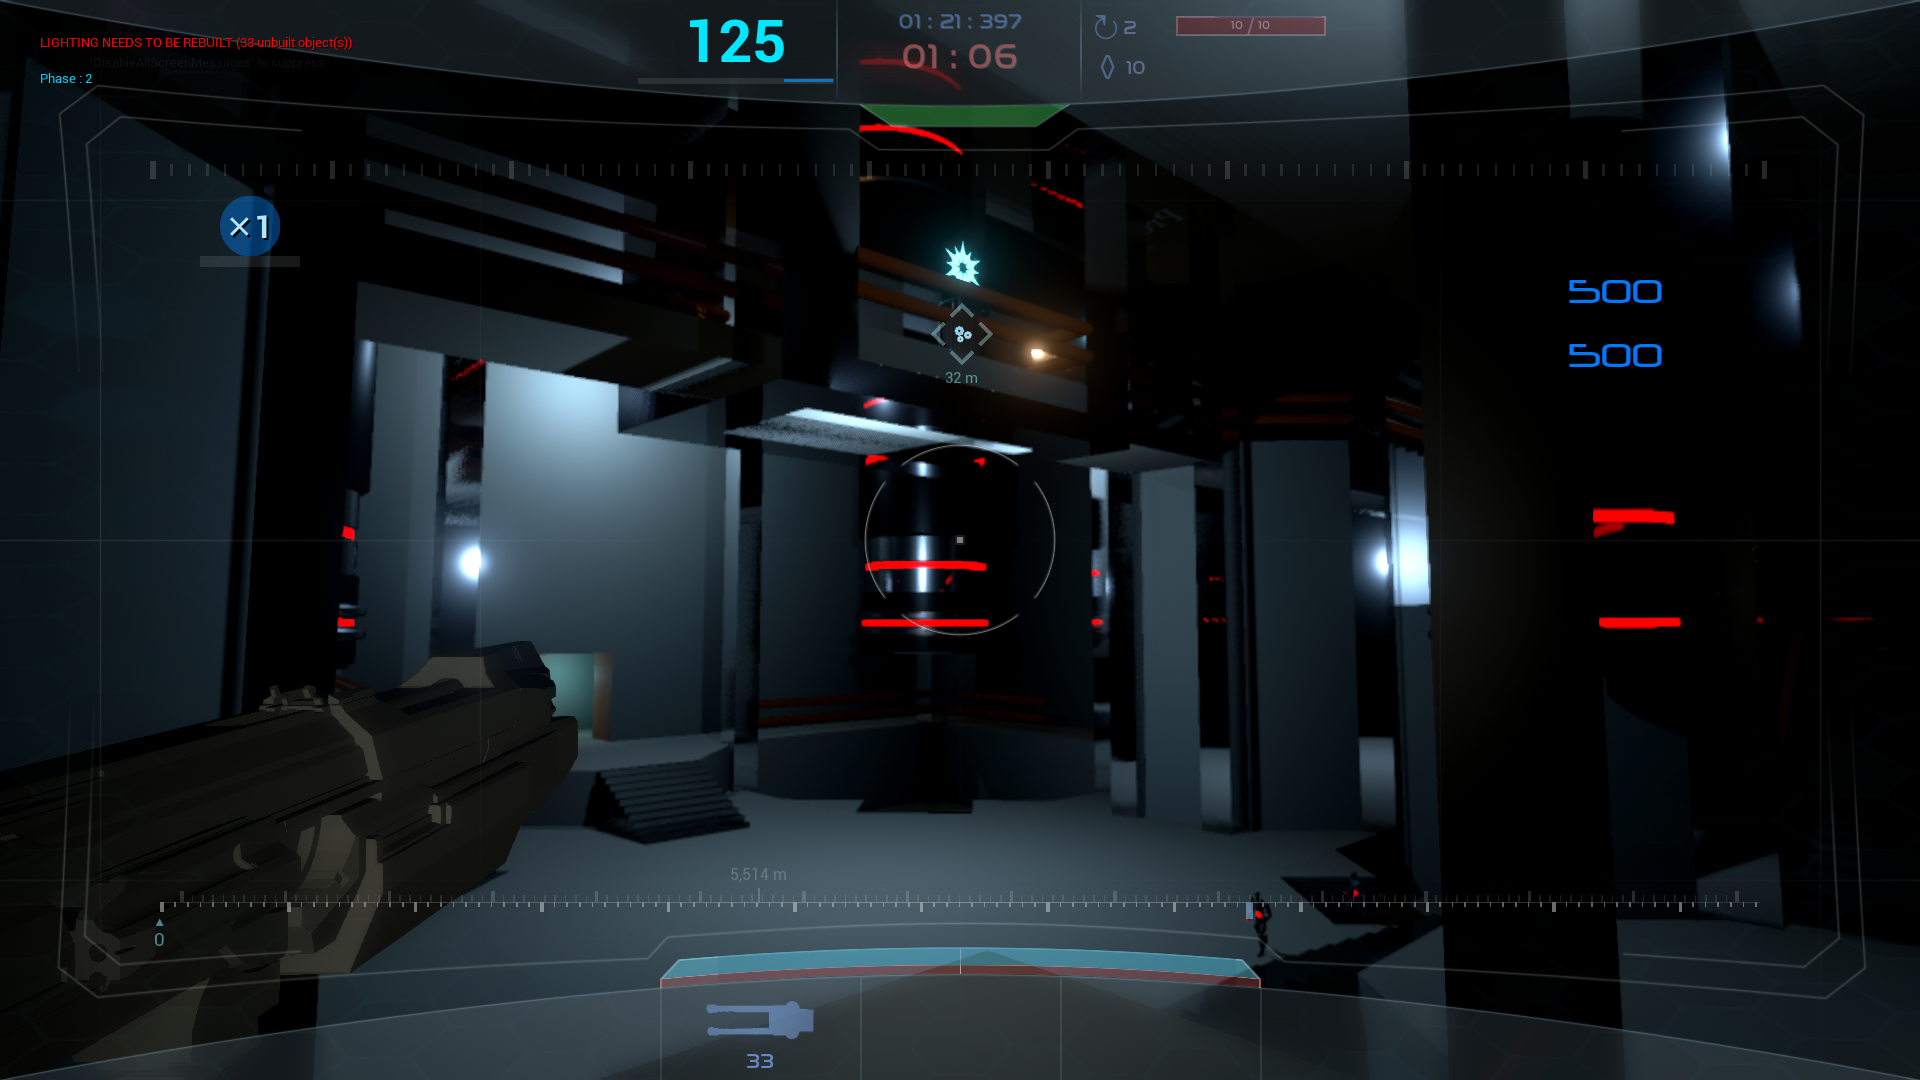 LIGHTING NEEDS TO BE REBUILT (33 unbuilt object(s))
'DisableAllScreenMessages' to suppress
Phase : 2
125
01 : 21 : 397
01 : 06
2
10
10 / 10
×1
32 m
500
500
5,514 m
0
33